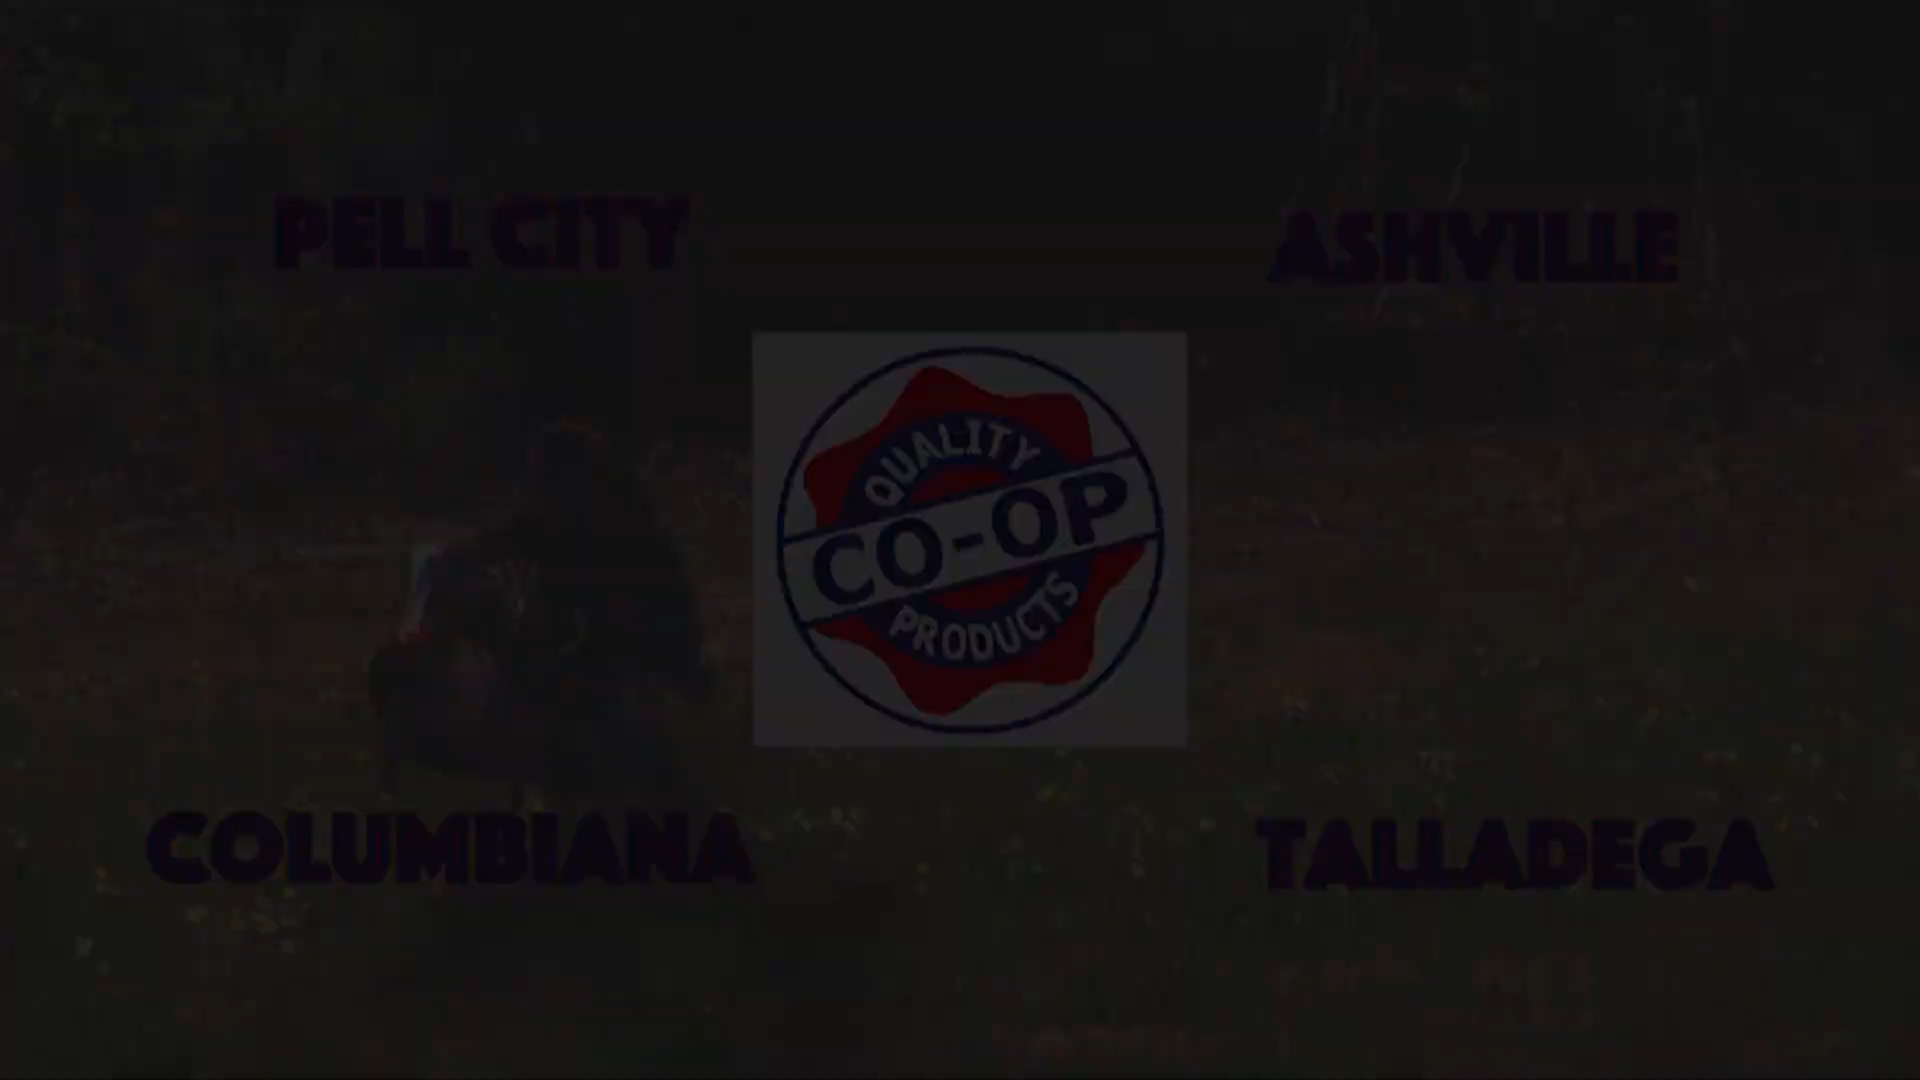 PELL CITY
ASHVILLE
QUALITY
CO-OP
PRODUCTS
COLUMBIANA
TALLADEGA